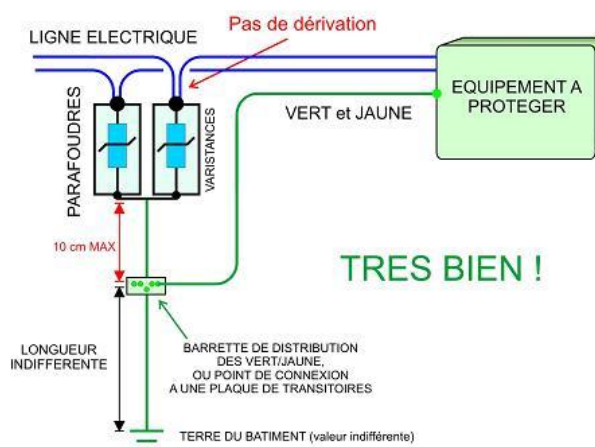 Pas de dérivation
LIGNE ELECTRIQUE
EQUIPEMENT A
PROTEGER
VERT et JAUNE
PARAFOUDRES
VARISTANCES
10 cm MAX
TRES BIEN !
LONGUEUR
INDIFFERENTE
BARRETTE DE DISTRIBUTION
DES VERT/JAUNE,
OU POINT DE CONNEXION
A UNE PLAQUE DE TRANSITOIRES
TERRE DU BATIMENT (valeur indifférente)